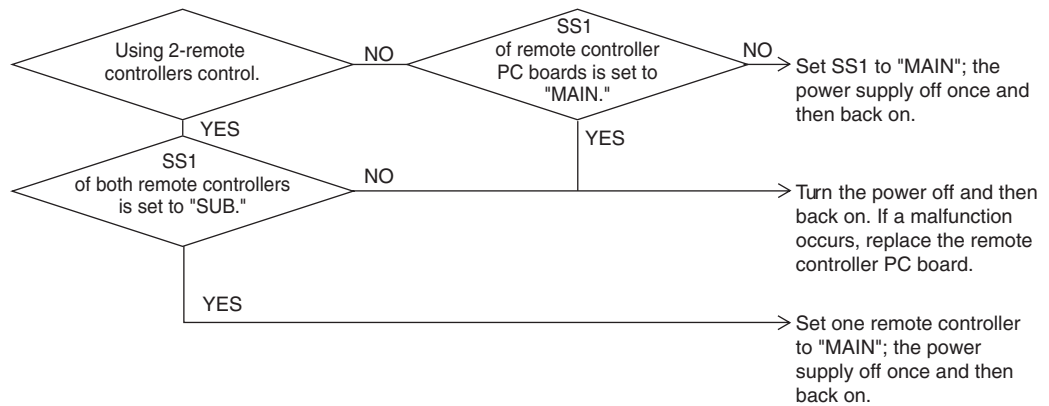 Using 2-remote
controllers control.
NO
SS1
of remote controller
PC boards is set to
"MAIN."
NO
Set SS1 to "MAIN"; the
power supply off once and
then back on.
YES
YES
SS1
of both remote controllers
is set to "SUB."
NO
Turn the power off and then
back on. If a malfunction
occurs, replace the remote
controller PC board.
YES
Set one remote controller
to "MAIN"; the power
supply off once and then
back on.